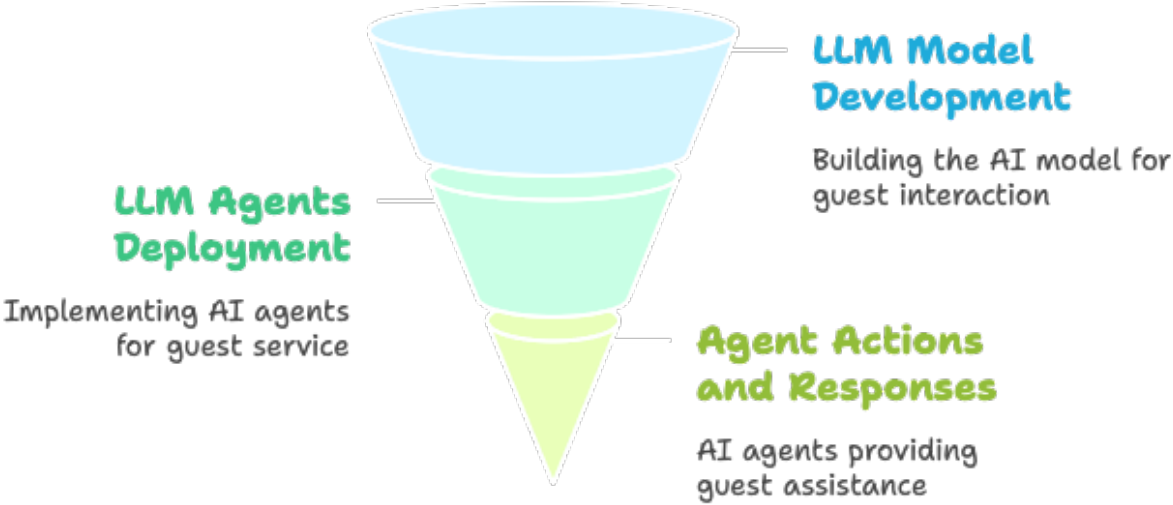 LLM Model
Development
Building the AI model for
guest interaction
LLM Agents
Deployment
Implementing AI agents
for guest service
Agent Actions
and Responses
AI agents providing
guest assistance